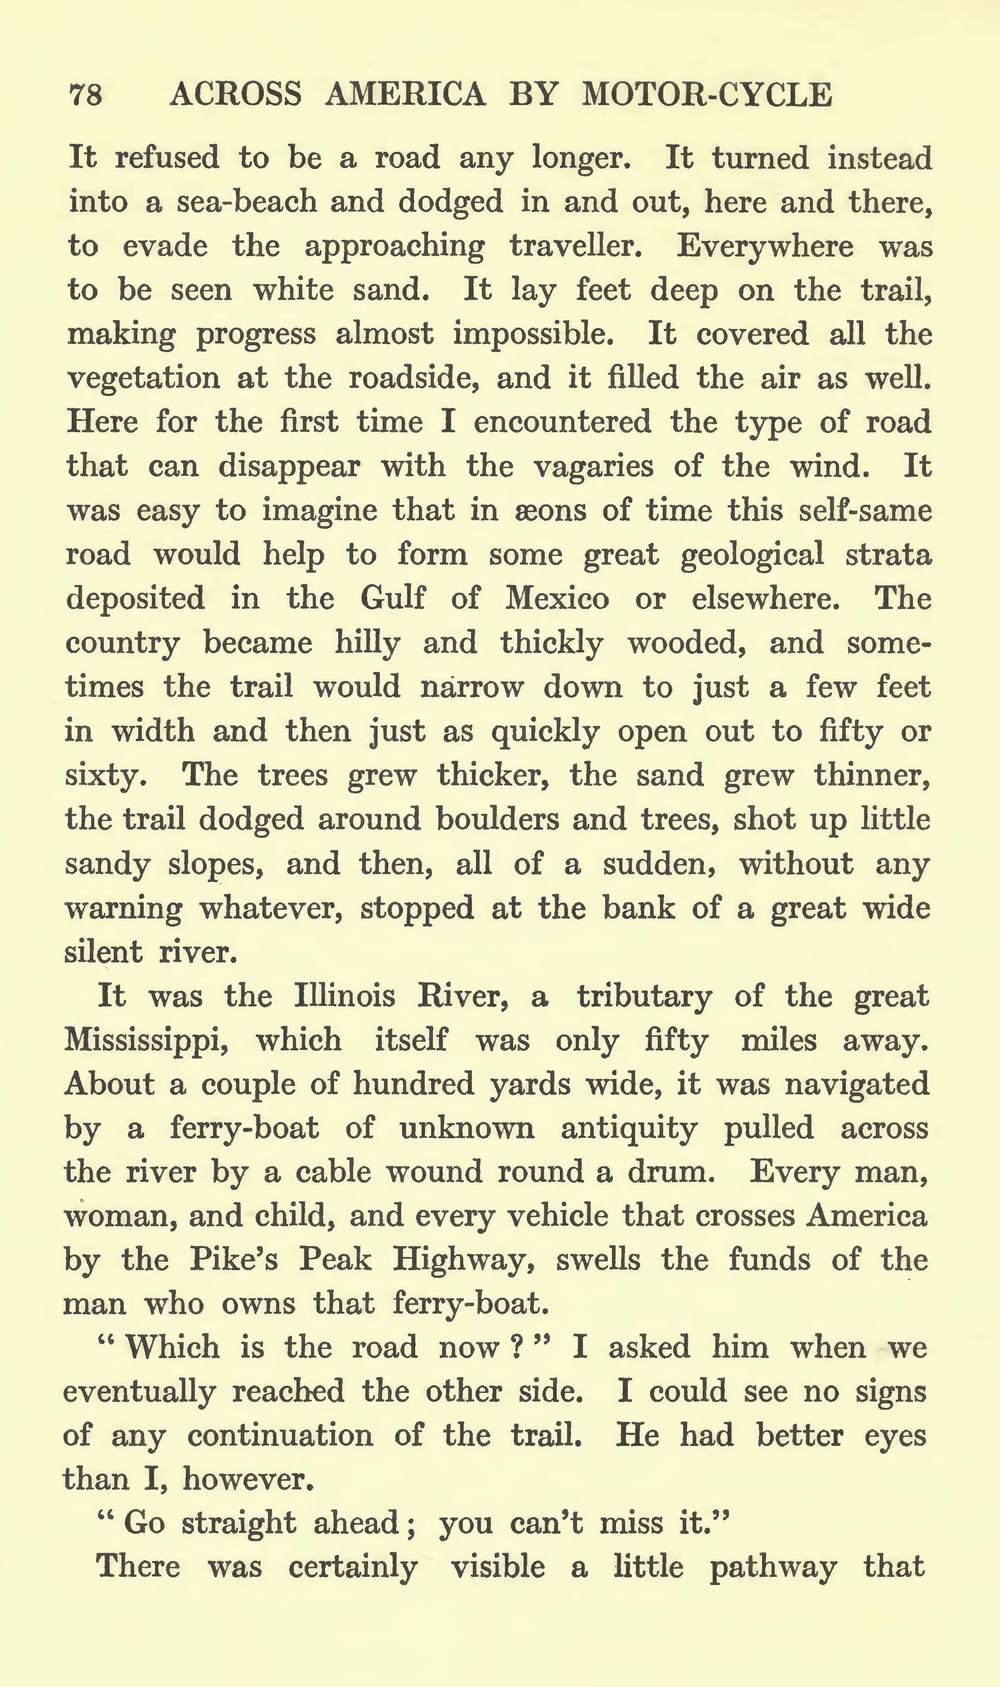 78 ACROSS AMERICA BY MOTOR-CYCLE
It refused to be a road any longer. It turned instead
into a sea-beach and dodged in and out, here and there,
to evade the approaching traveller. Everywhere was
to be seen white sand. It lay feet deep on the trail,
making progress almost impossible. It covered all the
vegetation at the roadside, and it filled the air as well.
Here for the first time I encountered the type of road
that can disappear with the vagaries of the wind. It
was easy to imagine that in æons of time this self-same
road would help to form some great geological strata
deposited in the Gulf of Mexico or elsewhere. The
country became hilly and thickly wooded, and some-
times the trail would narrow down to just a few feet
in width and then just as quickly open out to fifty or
sixty. The trees grew thicker, the sand grew thinner,
the trail dodged around boulders and trees, shot up little
sandy slopes, and then, all of a sudden, without any
warning whatever, stopped at the bank of a great wide
silent river.
It was the Illinois River, a tributary of the great
Mississippi, which itself was only fifty miles away.
About a couple of hundred yards wide, it was navigated
by a ferry-boat of unknown antiquity pulled across
the river by a cable wound round a drum. Every man,
woman, and child, and every vehicle that crosses America
by the Pike's Peak Highway, swells the funds of the
man who owns that ferry-boat.
“ Which is the road now ? ” I asked him when we
eventually reached the other side. I could see no signs
of any continuation of the trail. He had better eyes
than I, however.
“ Go straight ahead ; you can't miss it.”
There was certainly visible a little pathway that